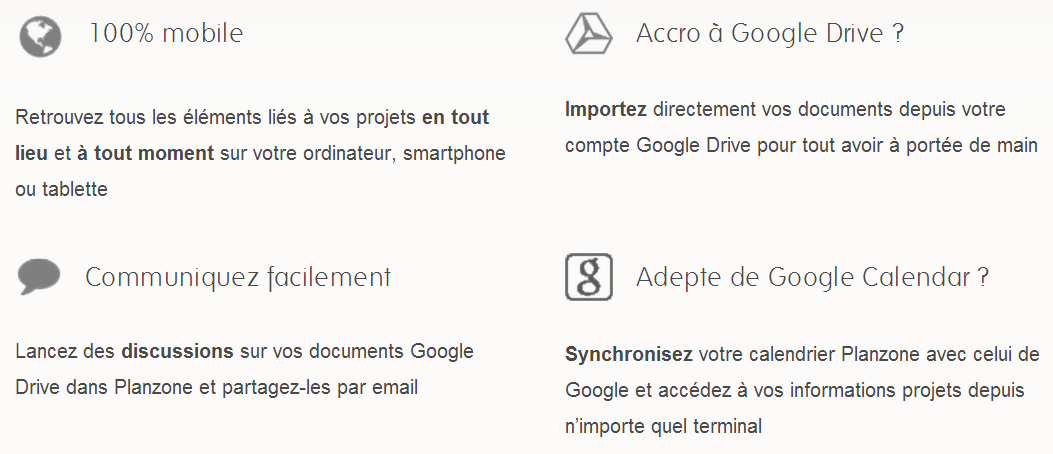 100% mobile
Retrouvez tous les éléments liés à vos projets en tout
lieu et à tout moment sur votre ordinateur, smartphone
ou tablette
Accro à Google Drive ?
Importez directement vos documents depuis votre
compte Google Drive pour tout avoir à portée de main
Communiquez facilement
Lancez des discussions sur vos documents Google
Drive dans Planzone et partagez-les par email
g
Adepte de Google Calendar ?
Synchronisez votre calendrier Planzone avec celui de
Google et accédez à vos informations projets depuis
n’importe quel terminal